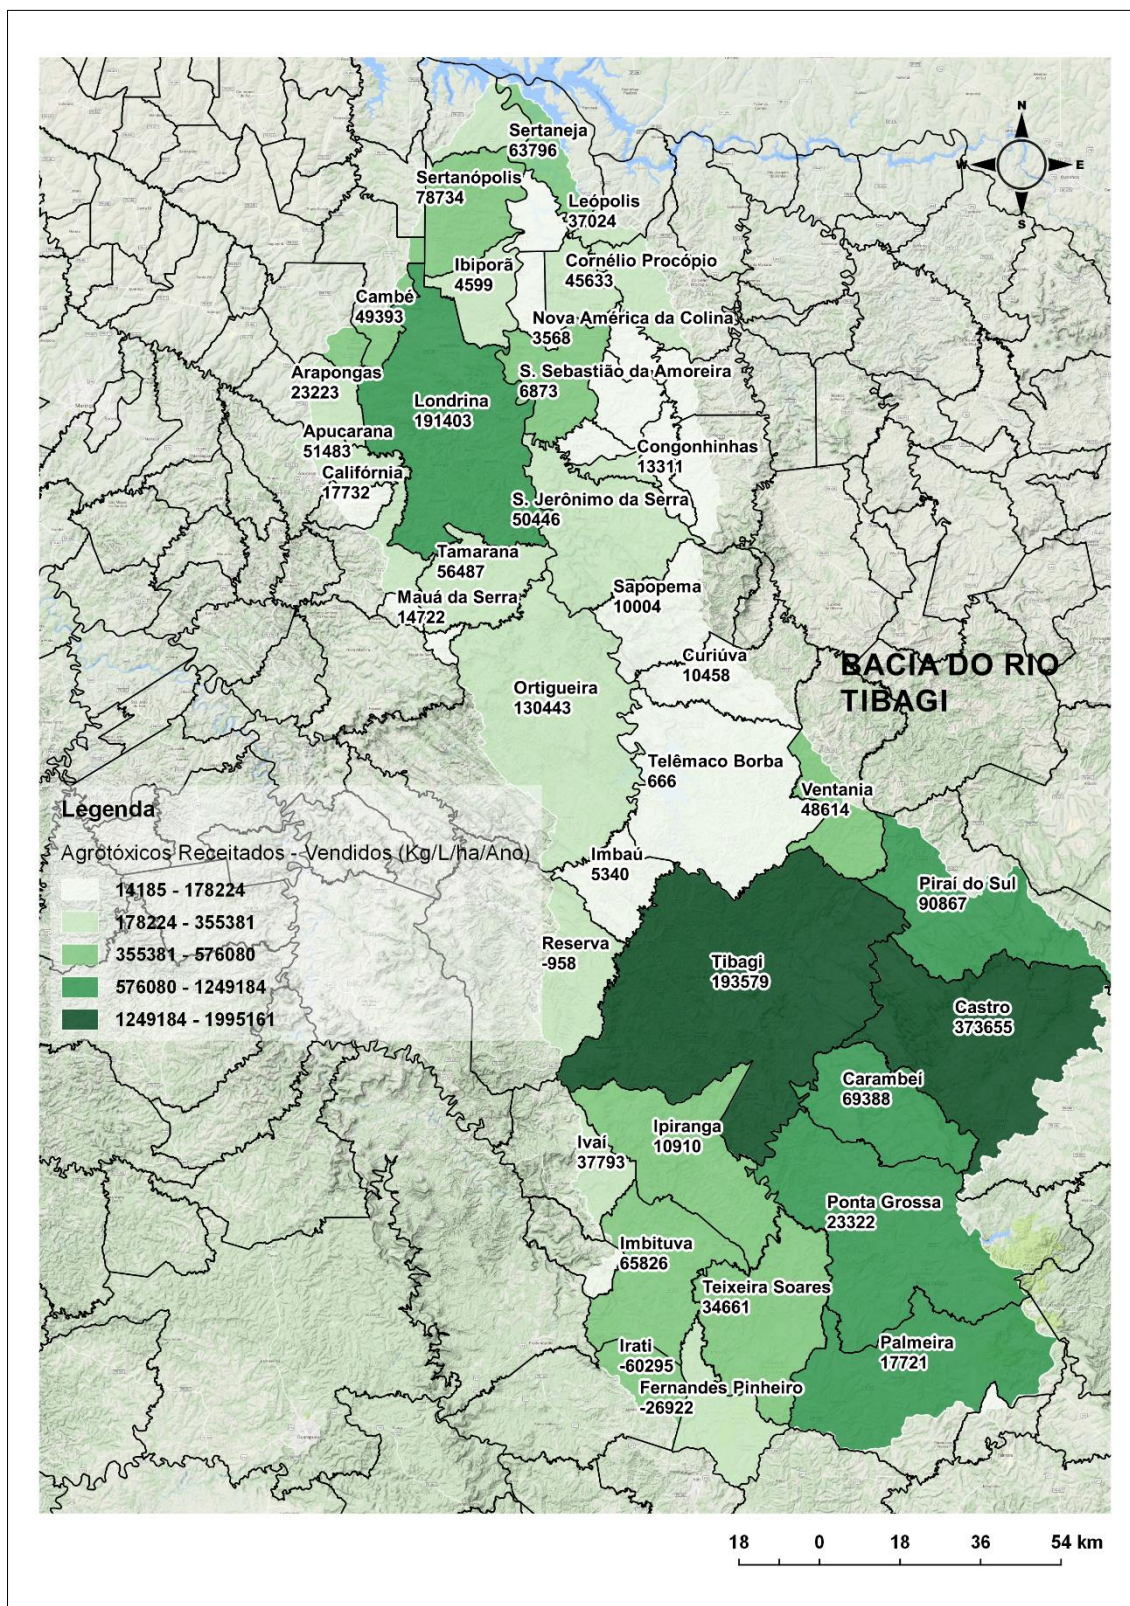 N
W
E
S
Sertaneja
63796
Sertanópolis
78734
Leópolis
37024
Ibiporã
4599
Cornélio Procópio
45633
Cambé
49393
Nova América da Colina
3568
Arapongas
23223
S. Sebastião da Amoreira
6873
Londrina
191403
Apucarana
51483
Congonhinhas
13311
Califórnia
17732
S. Jerônimo da Serra
50446
Tamarana
56487
Sapopema
10004
Mauá da Serra
14722
Curiúva
10458
BACIA DO RIO
TIBAGI
Ortigueira
130443
Telêmaco Borba
666
Ventania
48614
Legenda
Agrotóxicos Receitados - Vendidos (Kg/L/ha/Ano)
14185 - 178224
178224 - 355381
355381 - 576080
576080 - 1249184
1249184 - 1995161
Imbaú
5340
Piraí do Sul
90867
Reserva
-958
Tibagi
193579
Castro
373655
Carambeí
69388
Ipiranga
10910
Ivaí
37793
Ponta Grossa
23322
Imbituva
65826
Teixeira Soares
34661
Irati
-60295
Palmeira
17721
Fernandes Pinheiro
-26922
18 0 18 36 54 km